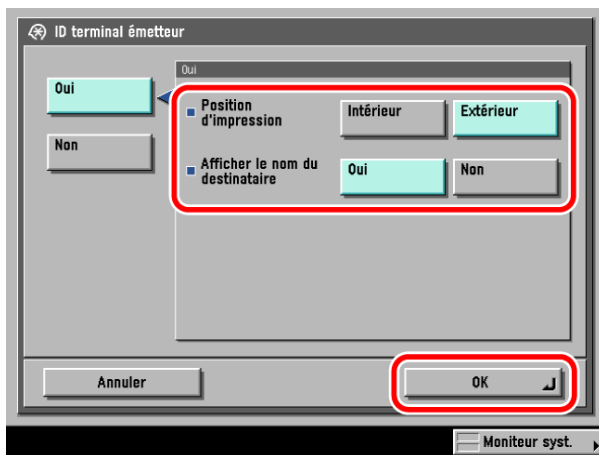 ID terminal émetteur
Oui
Oui
Non
Position
d'impression
Intérieur
Extérieur
Afficher le nom du
destinataire
Oui
Non
Annuler
OK
Moniteur syst.